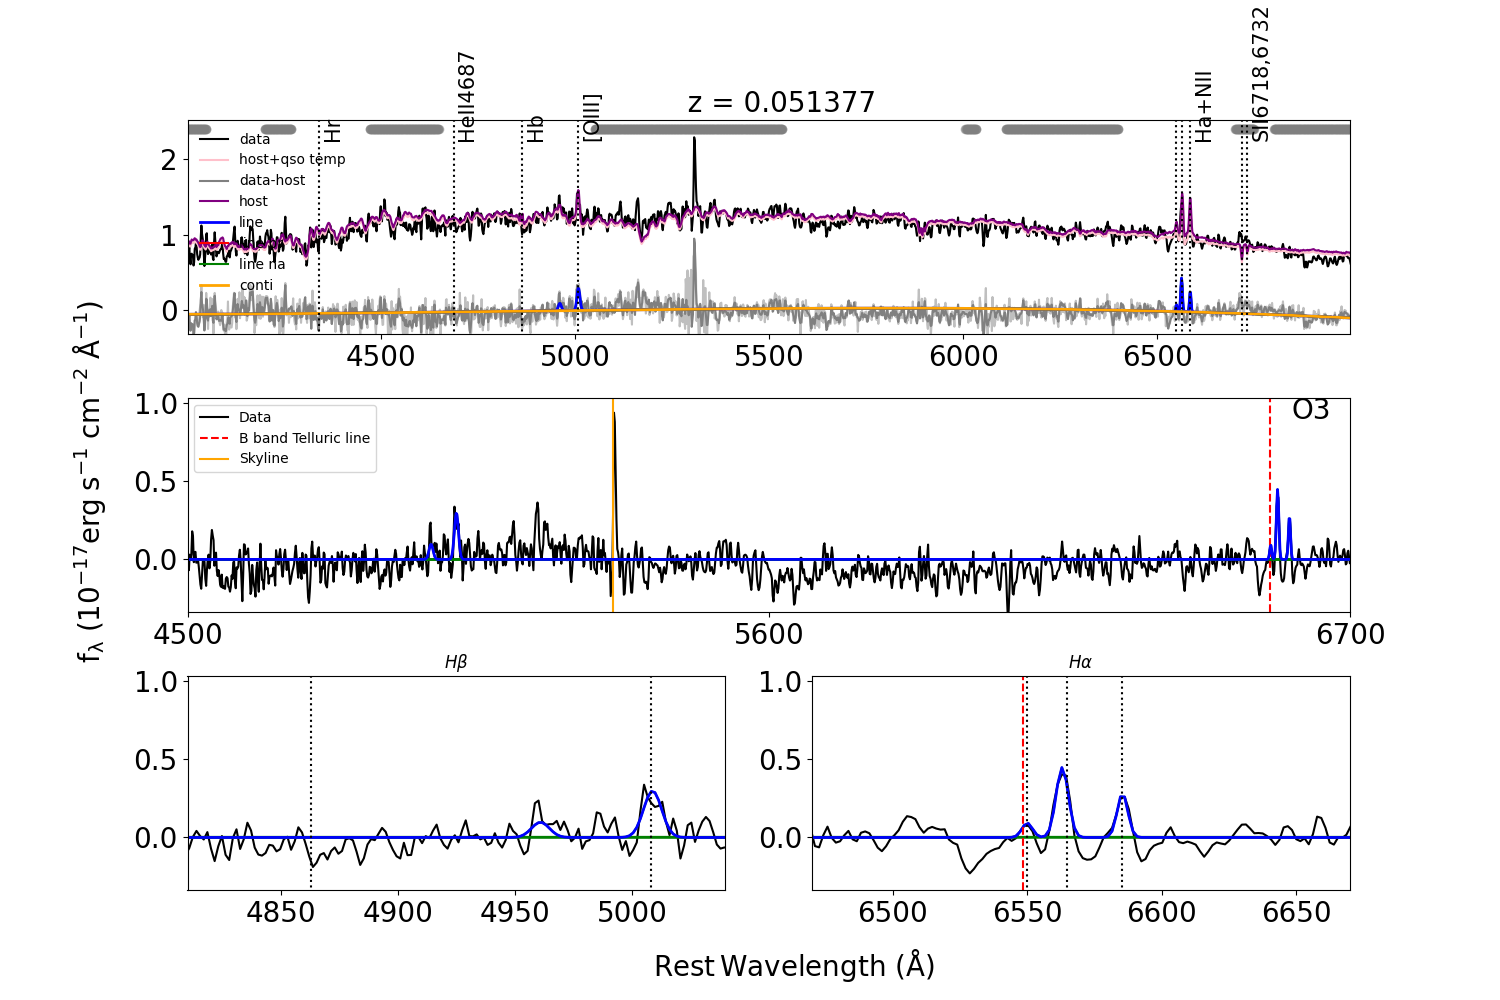 z = 0.051377
Hr
HeII4687
Hb
[OIII]
Ha+NII
SII6718,6732
data
host+qso temp
data-host
host
line
line na
conti
2
1
0
4500 5000 5500 6000 6500
fλ (10−17erg s−1 cm−2 Å−1)
O3
Data
B band Telluric line
Skyline
1.0
0.5
0.0
4500 5600 6700
Hβ
1.0
0.5
0.0
4850 4900 4950 5000
Hα
1.0
0.5
0.0
6500 6550 6600 6650
Rest Wavelength (Å)